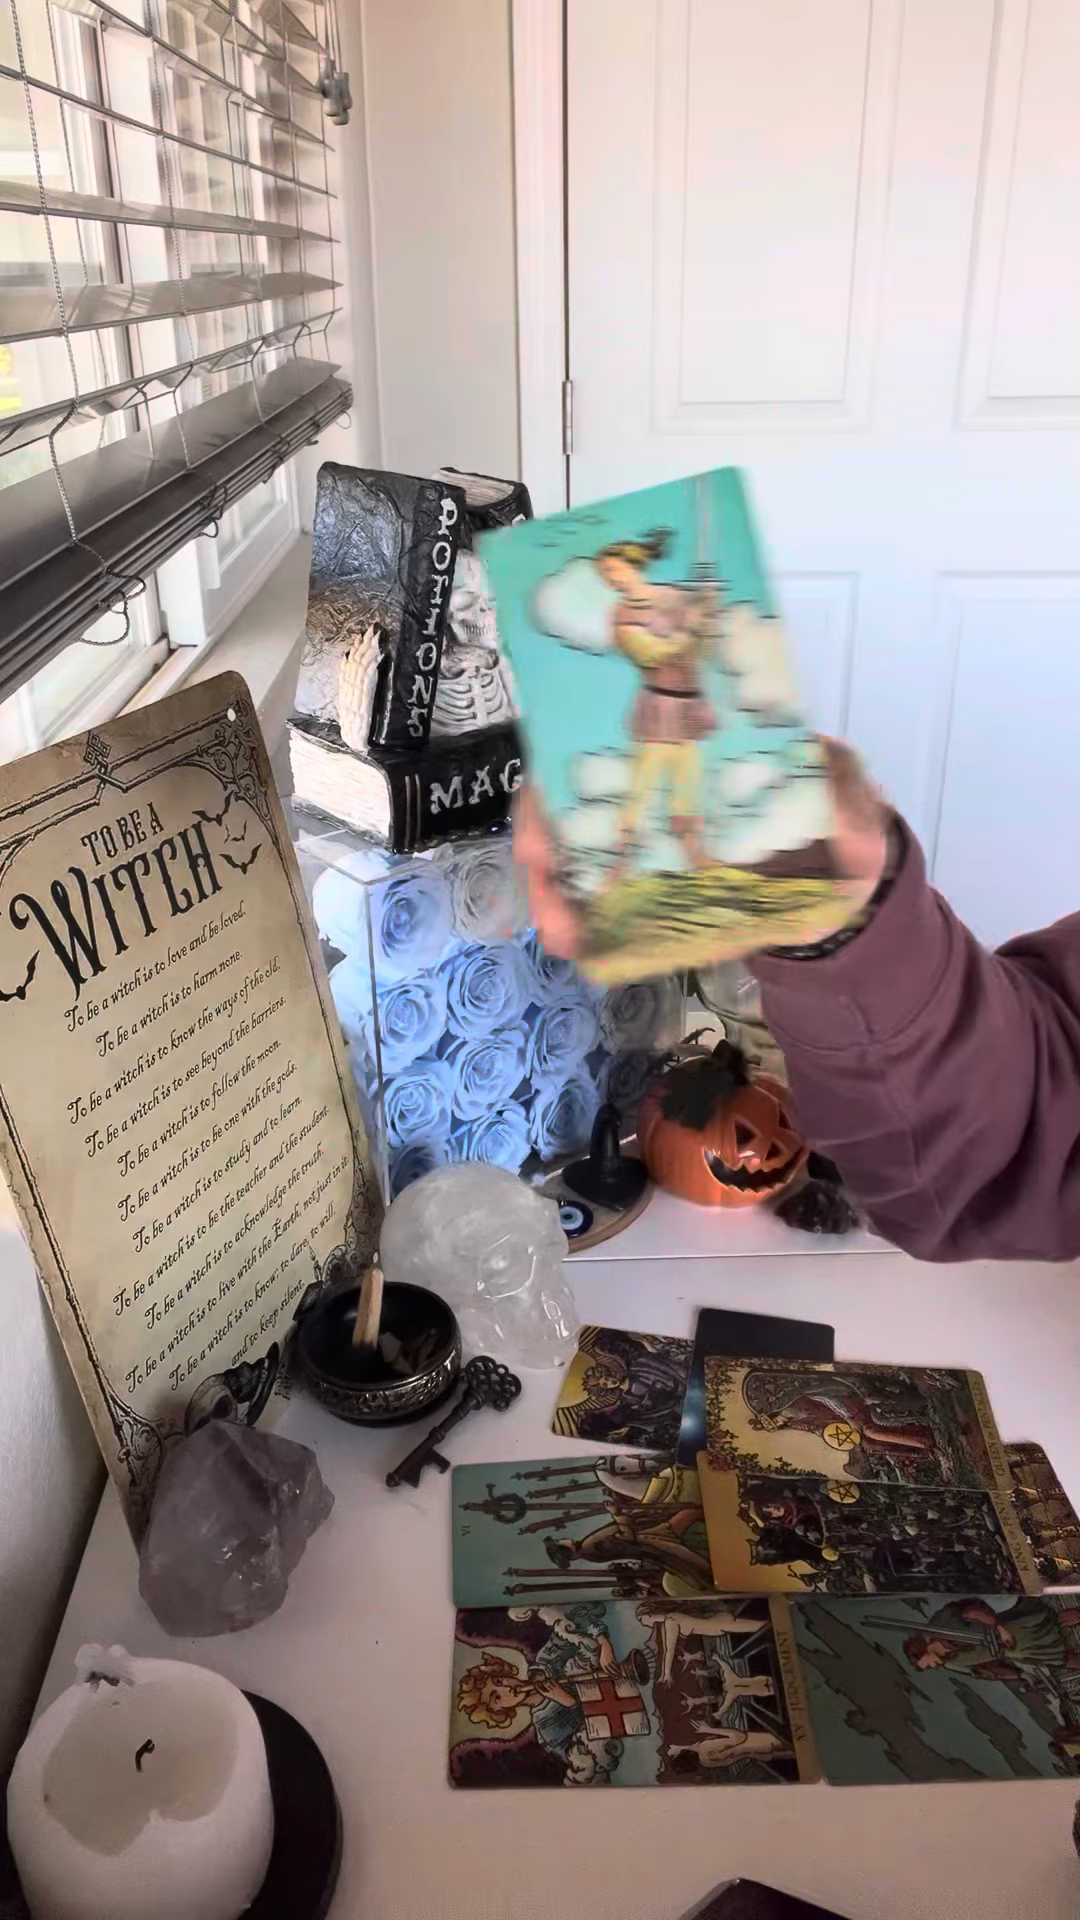 POTIONS
MAG
TO BE A
WITCH
To be a witch is to love and be loved.
To be a witch is to harm none.
To be a witch is to know the ways of the old.
To be a witch is to see beyond the barriers.
To be a witch is to follow the moon.
To be a witch is to be one with the gods.
To be a witch is to study and to learn.
To be a witch is to be the teacher and the student.
To be a witch is to acknowledge the truth.
To be a witch is to live with the Earth, not just in it.
To be a witch is to know; to dare; to will;
and to keep silent.
QUEEN of PEN
KING of PEN
VI
JUDGEMENT